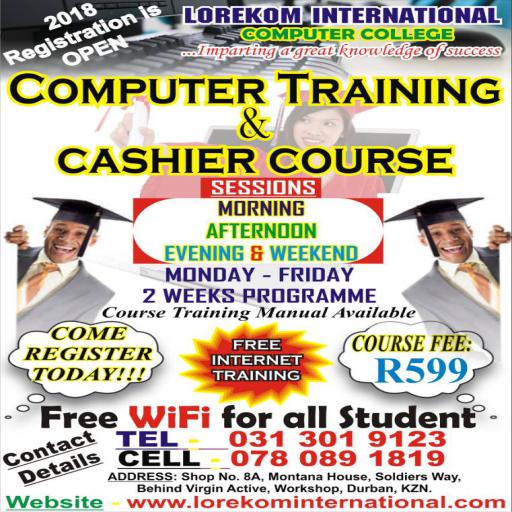 2018
Registration is
OPEN
LOREKOM INTERNATIONAL
COMPUTER COLLEGE
...Imparting a great knowledge of success
COMPUTER TRAINING
&
CASHIER COURSE
SESSIONS
MORNING
AFTERNOON
EVENING & WEEKEND
MONDAY - FRIDAY
2 WEEKS PROGRAMME
Course Training Manual Available
COME
REGISTER
TODAY!!!
FREE
INTERNET
TRAINING
COURSE FEE:
R599
Free WiFi for all Student
Contact
Details
TEL - 031 301 9123
CELL - 078 089 1819
ADDRESS: Shop No. 8A, Montana House, Soldiers Way,
Behind Virgin Active, Workshop, Durban, KZN.
Website - www.lorekominternational.com